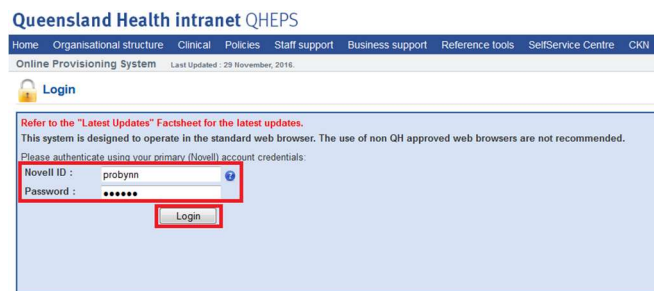 Queensland Health intranet QHEPS
Home Organisational structure Clinical Policies Staff support Business support Reference tools SelfService Centre CKN
Online Provisioning System Last Updated : 29 November, 2016.
Login
Refer to the "Latest Updates" Factsheet for the latest updates.
This system is designed to operate in the standard web browser. The use of non QH approved web browsers are not recommended.
Please authenticate using your primary (Novell) account credentials:
Novell ID : probynn ?
Password : ●●●●●●
Login